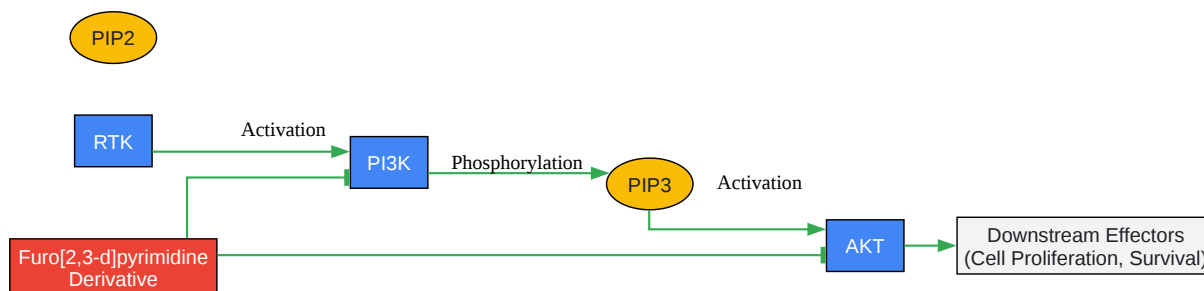 PIP2
RTK
Activation
PI3K
Phosphorylation
PIP3
Activation
Furo[2,3-d]pyrimidine
Derivative
AKT
Downstream Effectors
(Cell Proliferation, Survival)